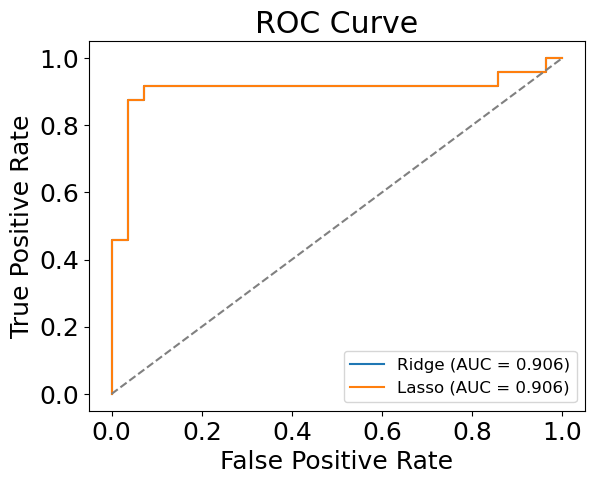 ROC Curve
True Positive Rate
1.0
0.8
0.6
0.4
0.2
0.0
Ridge (AUC = 0.906)
Lasso (AUC = 0.906)
0.0 0.2 0.4 0.6 0.8 1.0
False Positive Rate